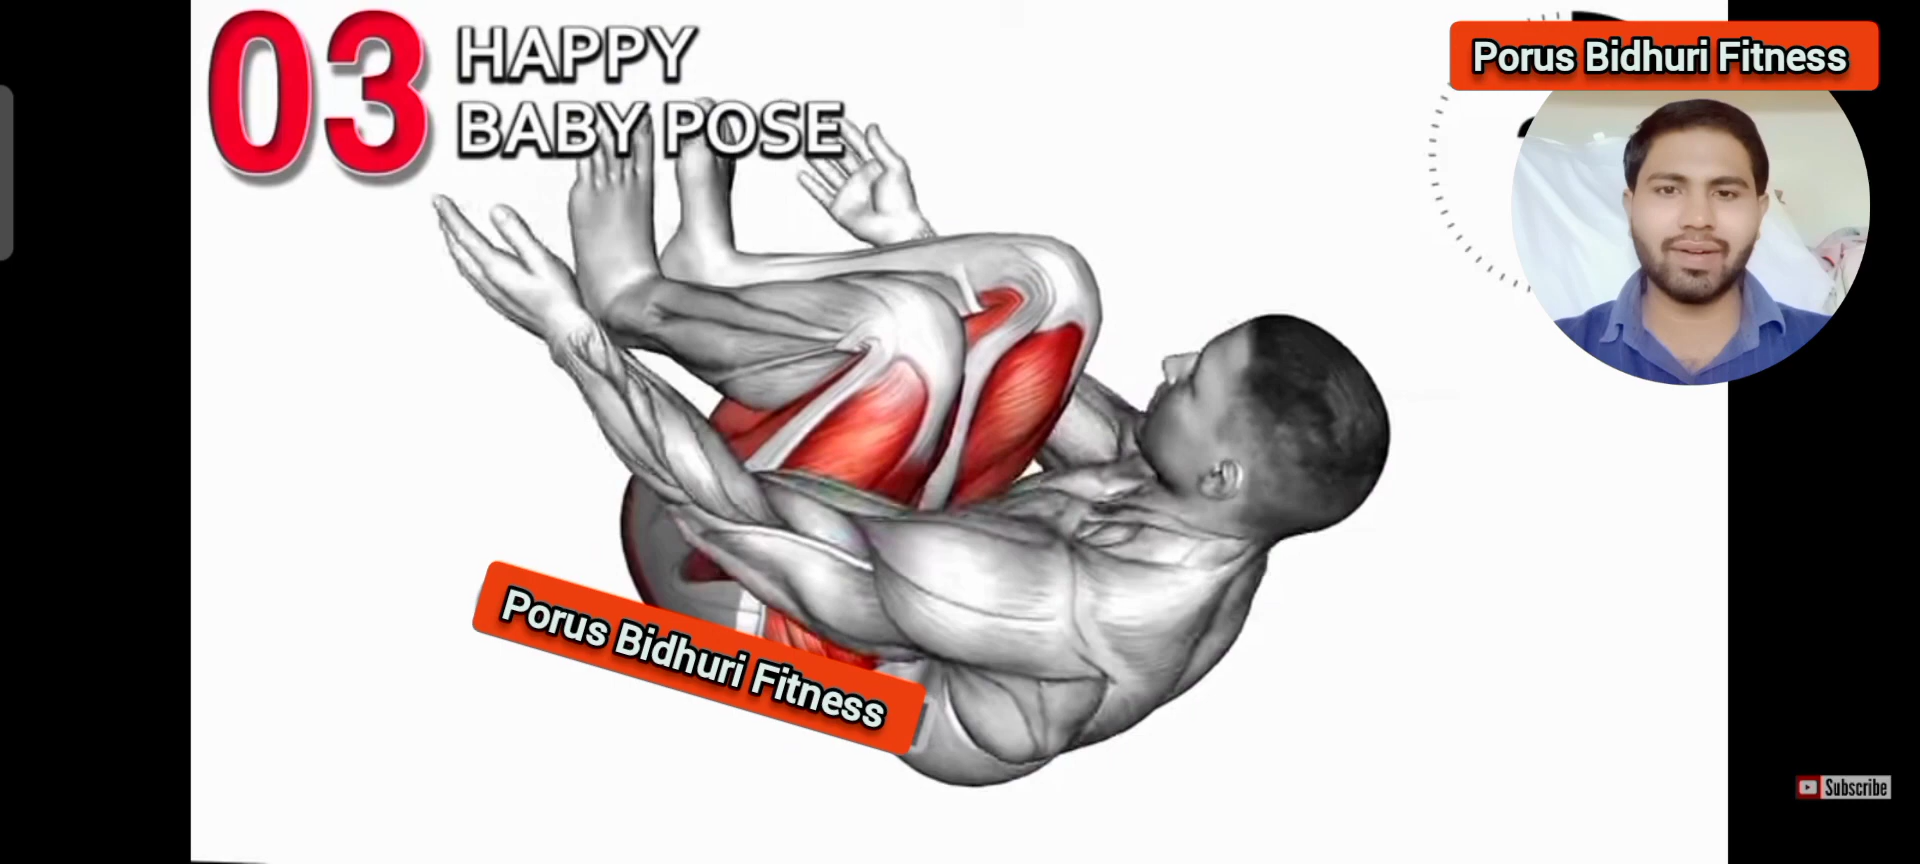 03
HAPPY
BABY POSE
Porus Bidhuri Fitness
Porus Bidhuri Fitness
Subscribe